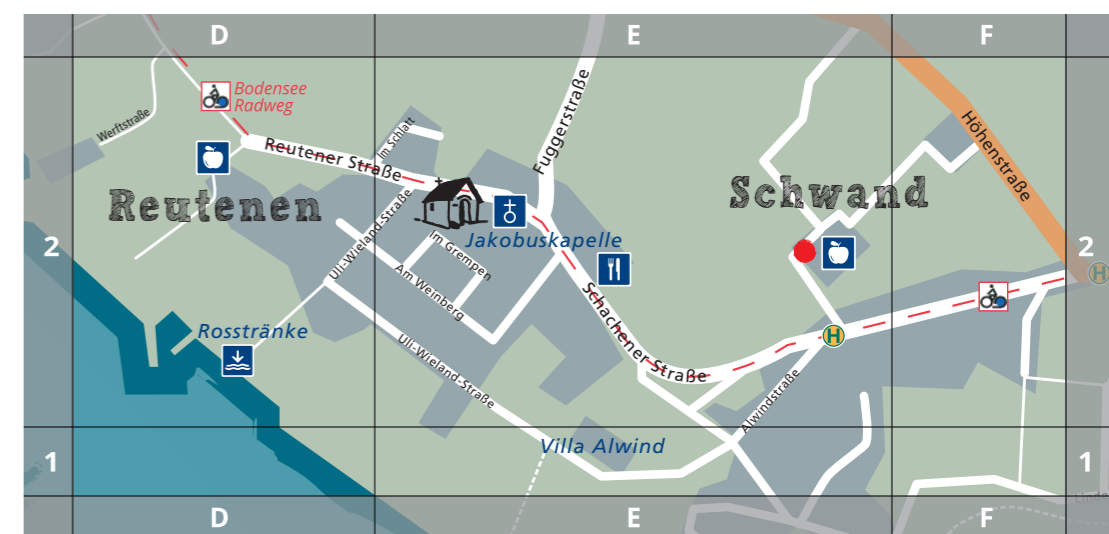 D E F
Bodensee
Radweg
Werftstraße
Reutener Straße
Im Schlatt
Fuggerstraße
Höhenstraße
Reutenen
Schwand
2 2
Jakobuskapelle
Uli-Wieland-Straße
Im Grempen
Am Weinberg
H
H
Rosstränke
Schachener Straße
Uli-Wieland-Straße
Alwindstraße
Villa Alwind
1 1
Linde
D E F